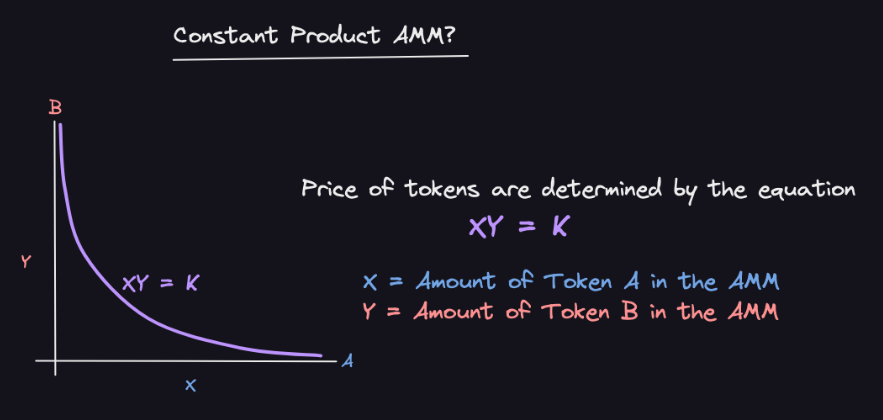 Constant Product AMM?
B
Price of tokens are determined by the equation
XY = K
Y
XY = K
X = Amount of Token A in the AMM
Y = Amount of Token B in the AMM
A
X